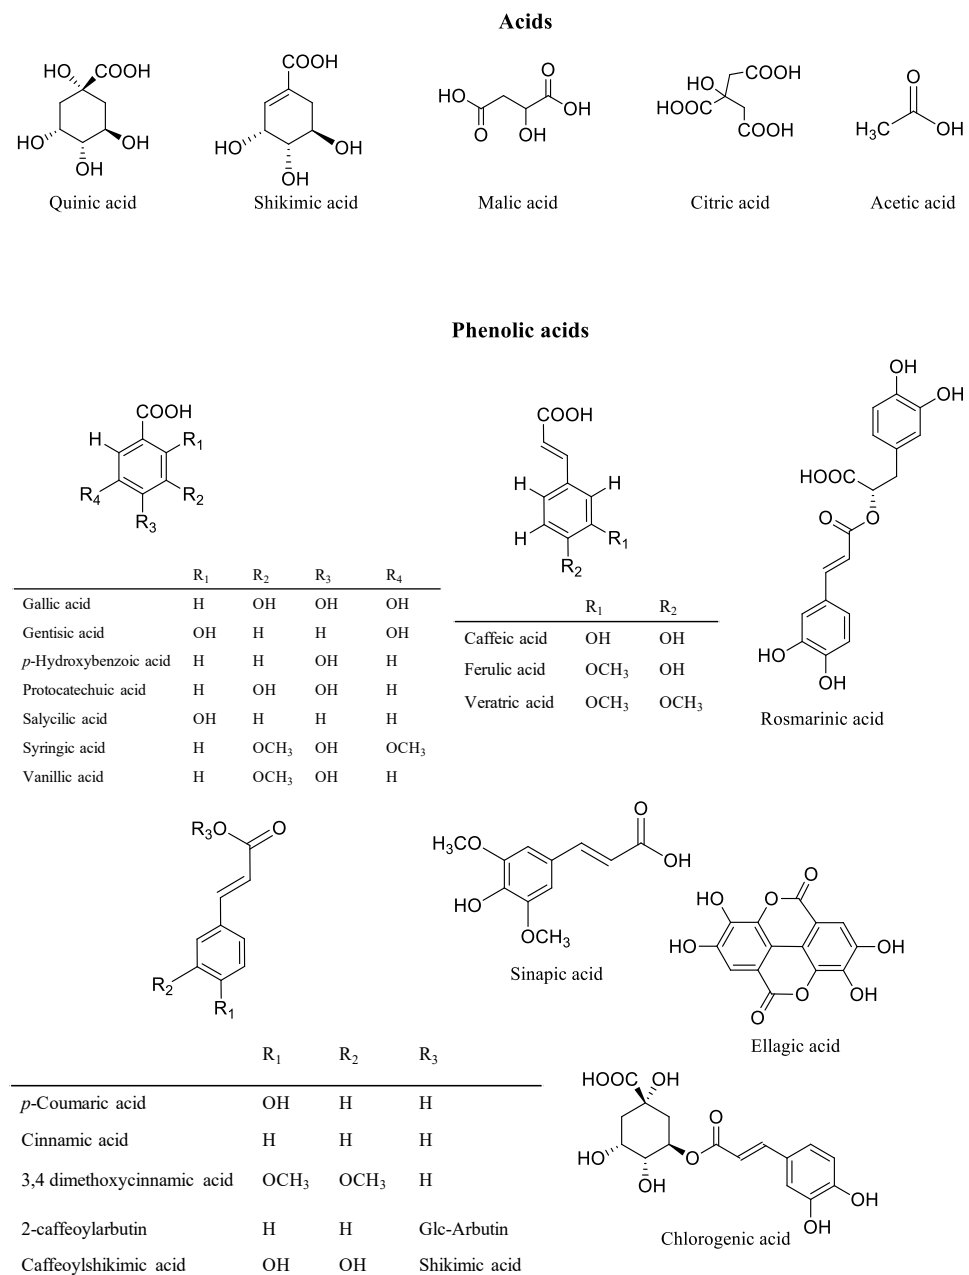 Acids
HO COOH
HO OH
OH
Quinic acid
COOH
HO OH
OH
Shikimic acid
O
HO OH
O OH
Malic acid
COOH
HO
HOOC
COOH
Citric acid
O
H₃C OH
Acetic acid
Phenolic acids
COOH
H R₁
R₄ R₂
R₃
R₁ R₂ R₃ R₄
Gallic acid H OH OH OH
Gentisic acid OH H H OH
p-Hydroxybenzoic acid H H OH H
Protocatechuic acid H OH OH H
Salycilic acid OH H H H
Syringic acid H OCH₃ OH OCH₃
Vanillic acid H OCH₃ OH H
COOH
H H
H R₁
R₂
R₁ R₂
Caffeic acid OH OH
Ferulic acid OCH₃ OH
Veratric acid OCH₃ OCH₃
OH
OH
HOOC
O O
HO
OH
Rosmarinic acid
R₃O O
R₂
R₁
R₁ R₂ R₃
p-Coumaric acid OH H H
Cinnamic acid H H H
3,4 dimethoxycinnamic acid OCH₃ OCH₃ H
2-caffeoylarbutin H H Glc-Arbutin
Caffeoylshikimic acid OH OH Shikimic acid
O
H₃CO OH
HO
OCH₃
Sinapic acid
O
HO O
HO OH
O OH
O
Ellagic acid
HOOC OH
O
HO O
OH OH
OH
Chlorogenic acid